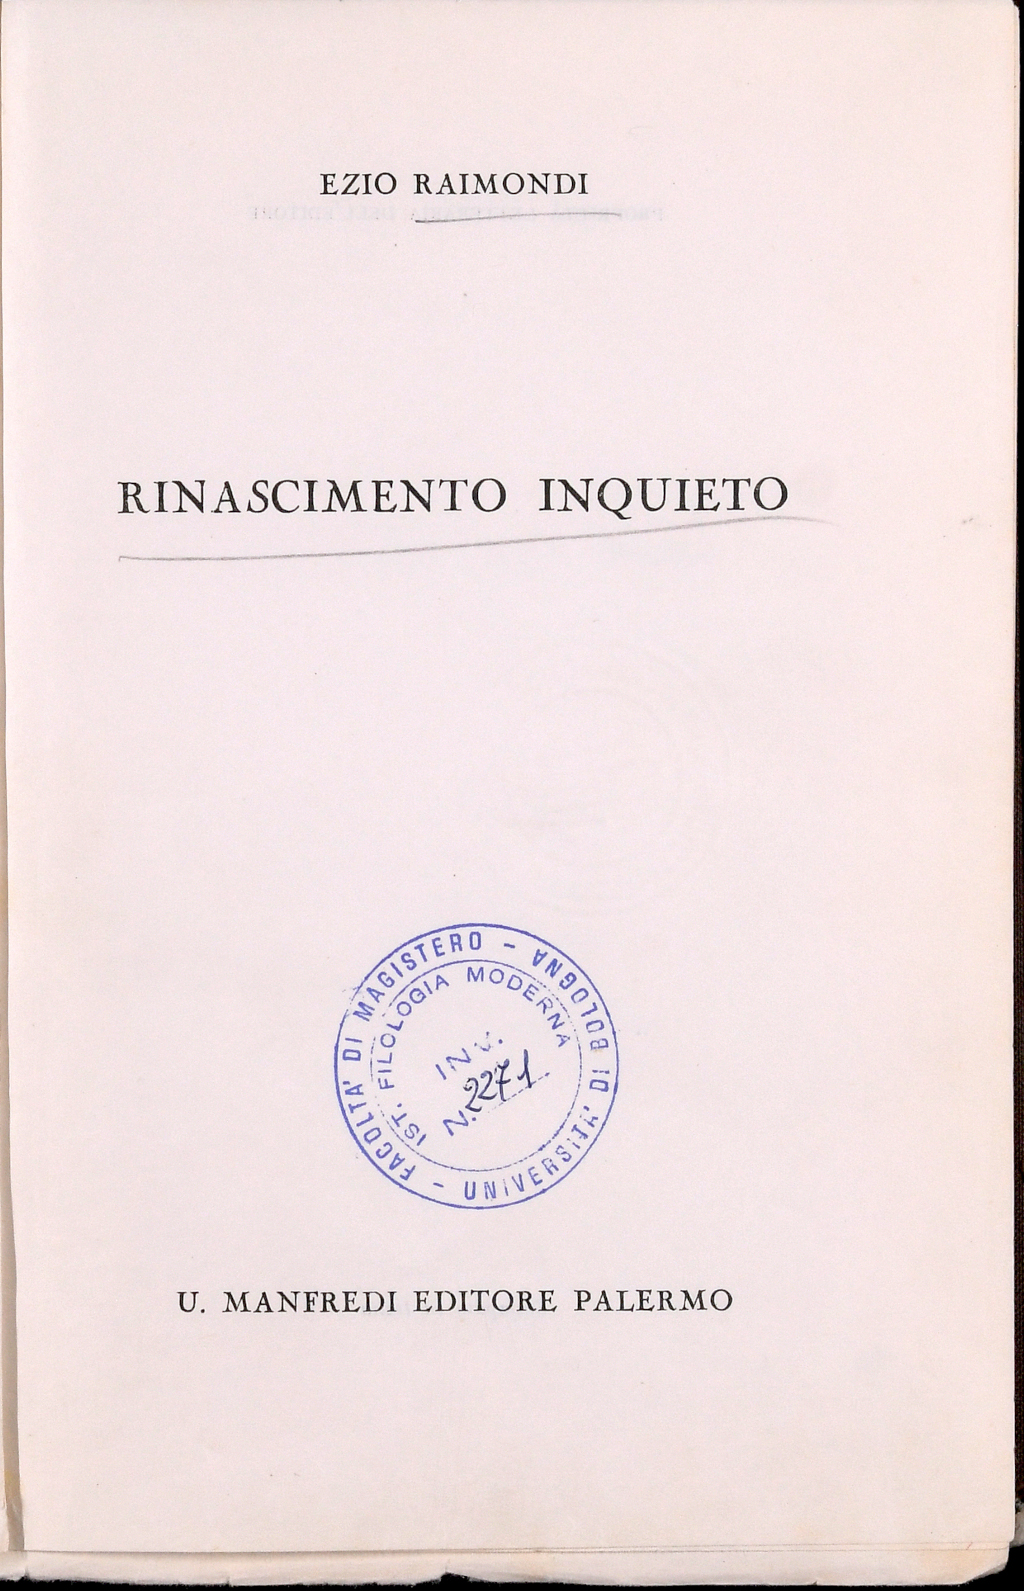 EZIO RAIMONDI
RINASCIMENTO INQUIETO
FACOLTA' DI MAGISTERO - UNIVERSITA' DI BOLOGNA -
IST. FILOLOGIA MODERNA
INV.
N. 2271
U. MANFREDI EDITORE PALERMO